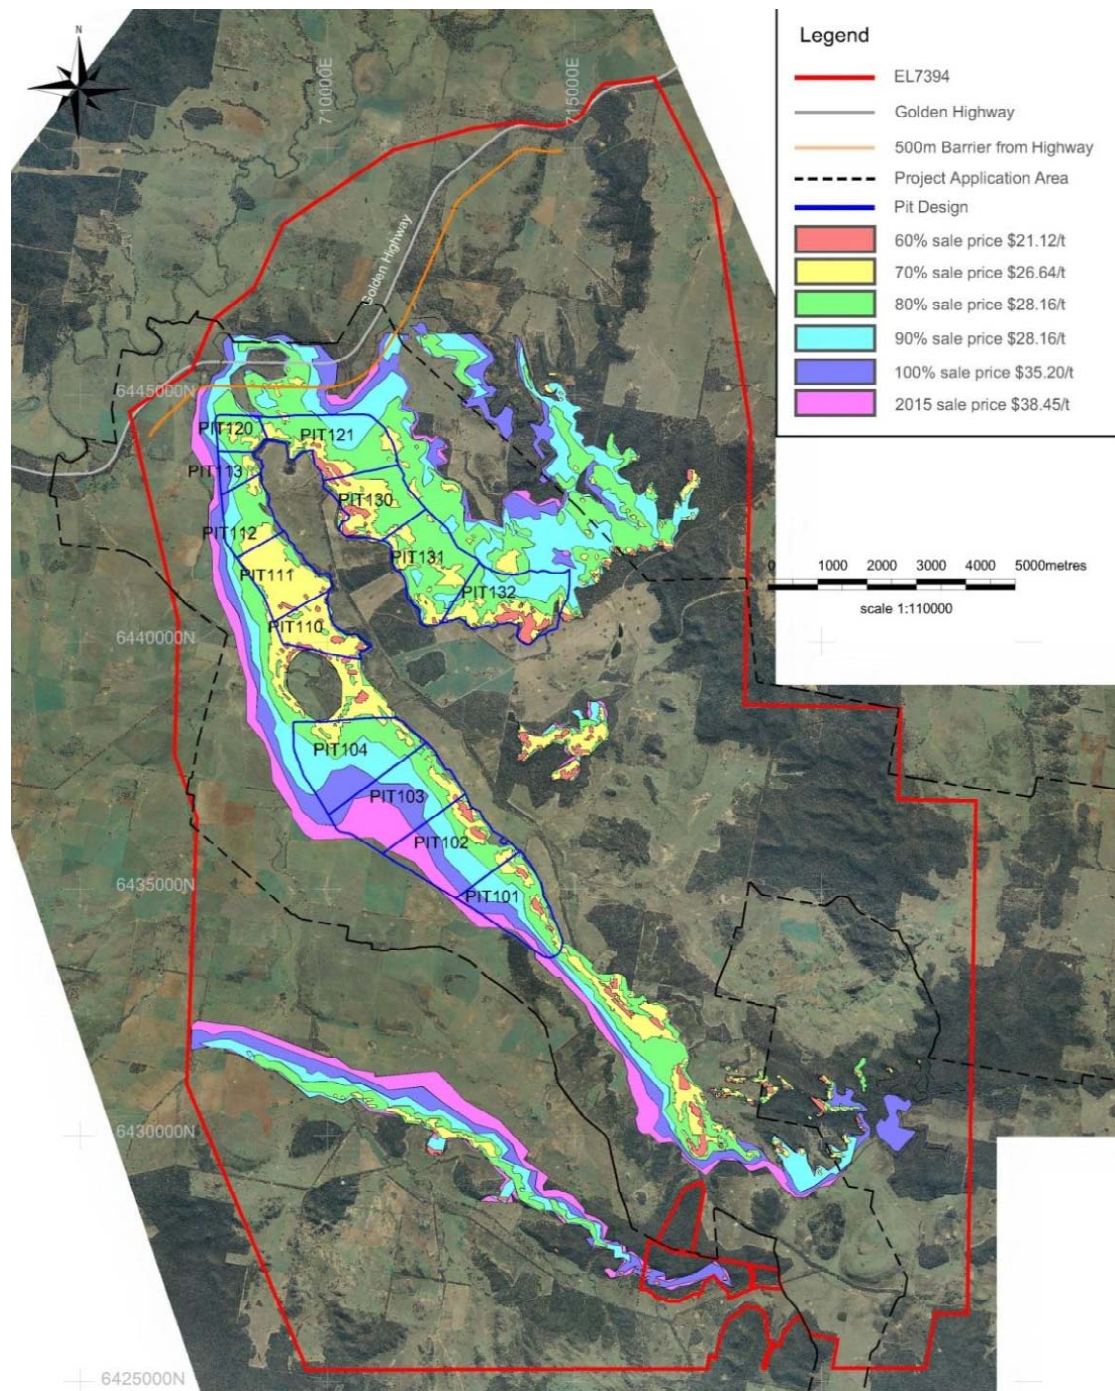 N
710000E
715000E
Legend
EL7394
Golden Highway
500m Barrier from Highway
Project Application Area
Pit Design
60% sale price $21.12/t
70% sale price $26.64/t
80% sale price $28.16/t
90% sale price $28.16/t
100% sale price $35.20/t
2015 sale price $38.45/t
Golden Highway
6445000N
PIT120
PIT121
PIT113
PIT130
PIT112
PIT131
PIT111
PIT132
PIT110
0 1000 2000 3000 4000 5000metres
scale 1:110000
6440000N
PIT104
PIT103
PIT102
PIT101
6435000N
6430000N
6425000N